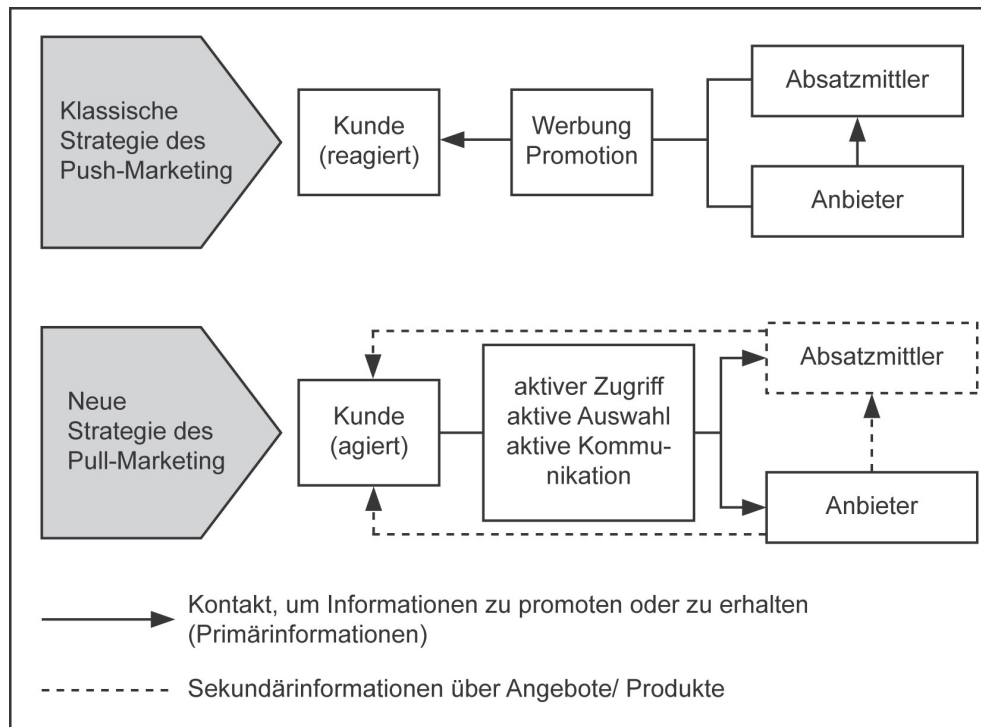 Klassische
Strategie des
Push-Marketing
Kunde
(reagiert)
Werbung
Promotion
Absatzmittler
Anbieter
Neue
Strategie des
Pull-Marketing
Kunde
(agiert)
aktiver Zugriff
aktive Auswahl
aktive Kommu-
nikation
Absatzmittler
Anbieter
Kontakt, um Informationen zu promoten oder zu erhalten
(Primärinformationen)
Sekundärinformationen über Angebote/ Produkte